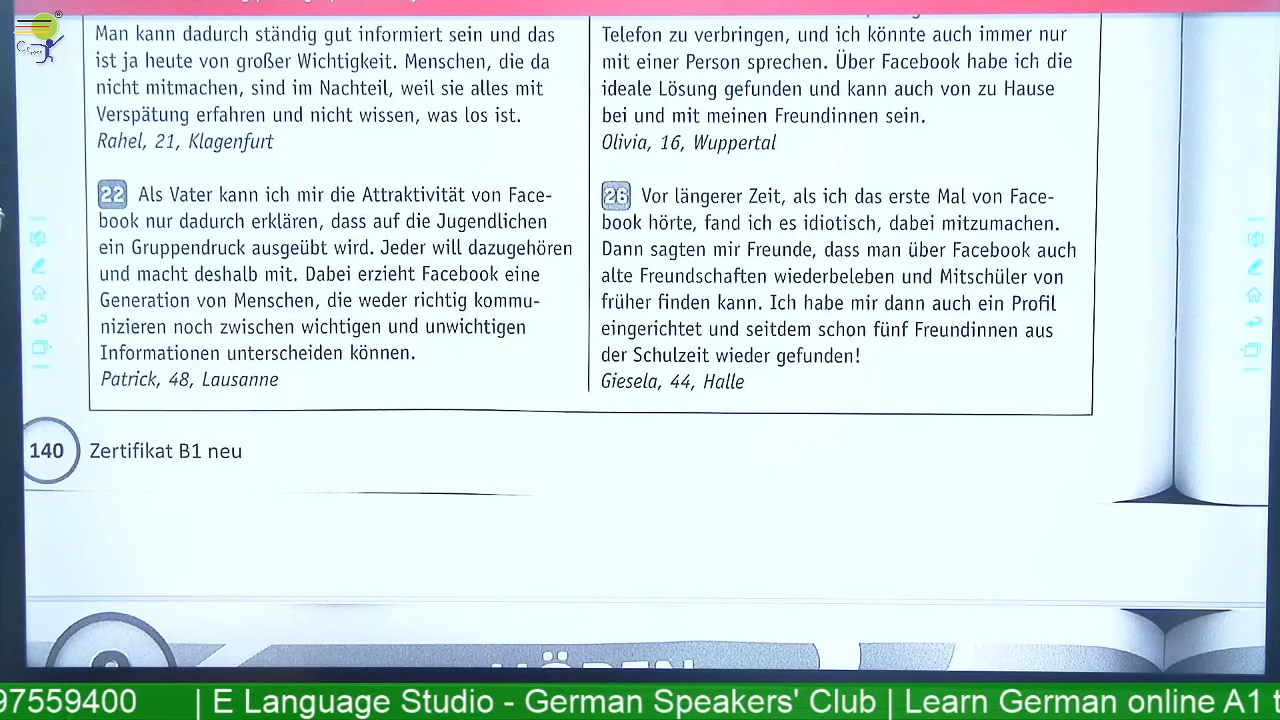 Man kann dadurch ständig gut informiert sein und das
ist ja heute von großer Wichtigkeit. Menschen, die da
nicht mitmachen, sind im Nachteil, weil sie alles mit
Verspätung erfahren und nicht wissen, was los ist.
Rahel, 21, Klagenfurt
22 Als Vater kann ich mir die Attraktivität von Face-
book nur dadurch erklären, dass auf die Jugendlichen
ein Gruppendruck ausgeübt wird. Jeder will dazugehören
und macht deshalb mit. Dabei erzieht Facebook eine
Generation von Menschen, die weder richtig kommu-
nizieren noch zwischen wichtigen und unwichtigen
Informationen unterscheiden können.
Patrick, 48, Lausanne
Telefon zu verbringen, und ich könnte auch immer nur
mit einer Person sprechen. Über Facebook habe ich die
ideale Lösung gefunden und kann auch von zu Hause
bei und mit meinen Freundinnen sein.
Olivia, 16, Wuppertal
26 Vor längerer Zeit, als ich das erste Mal von Face-
book hörte, fand ich es idiotisch, dabei mitzumachen.
Dann sagten mir Freunde, dass man über Facebook auch
alte Freundschaften wiederbeleben und Mitschüler von
früher finden kann. Ich habe mir dann auch ein Profil
eingerichtet und seitdem schon fünf Freundinnen aus
der Schulzeit wieder gefunden!
Giesela, 44, Halle
140 Zertifikat B1 neu
HÖREN
97559400 | E Language Studio - German Speakers' Club | Learn German online A1 t